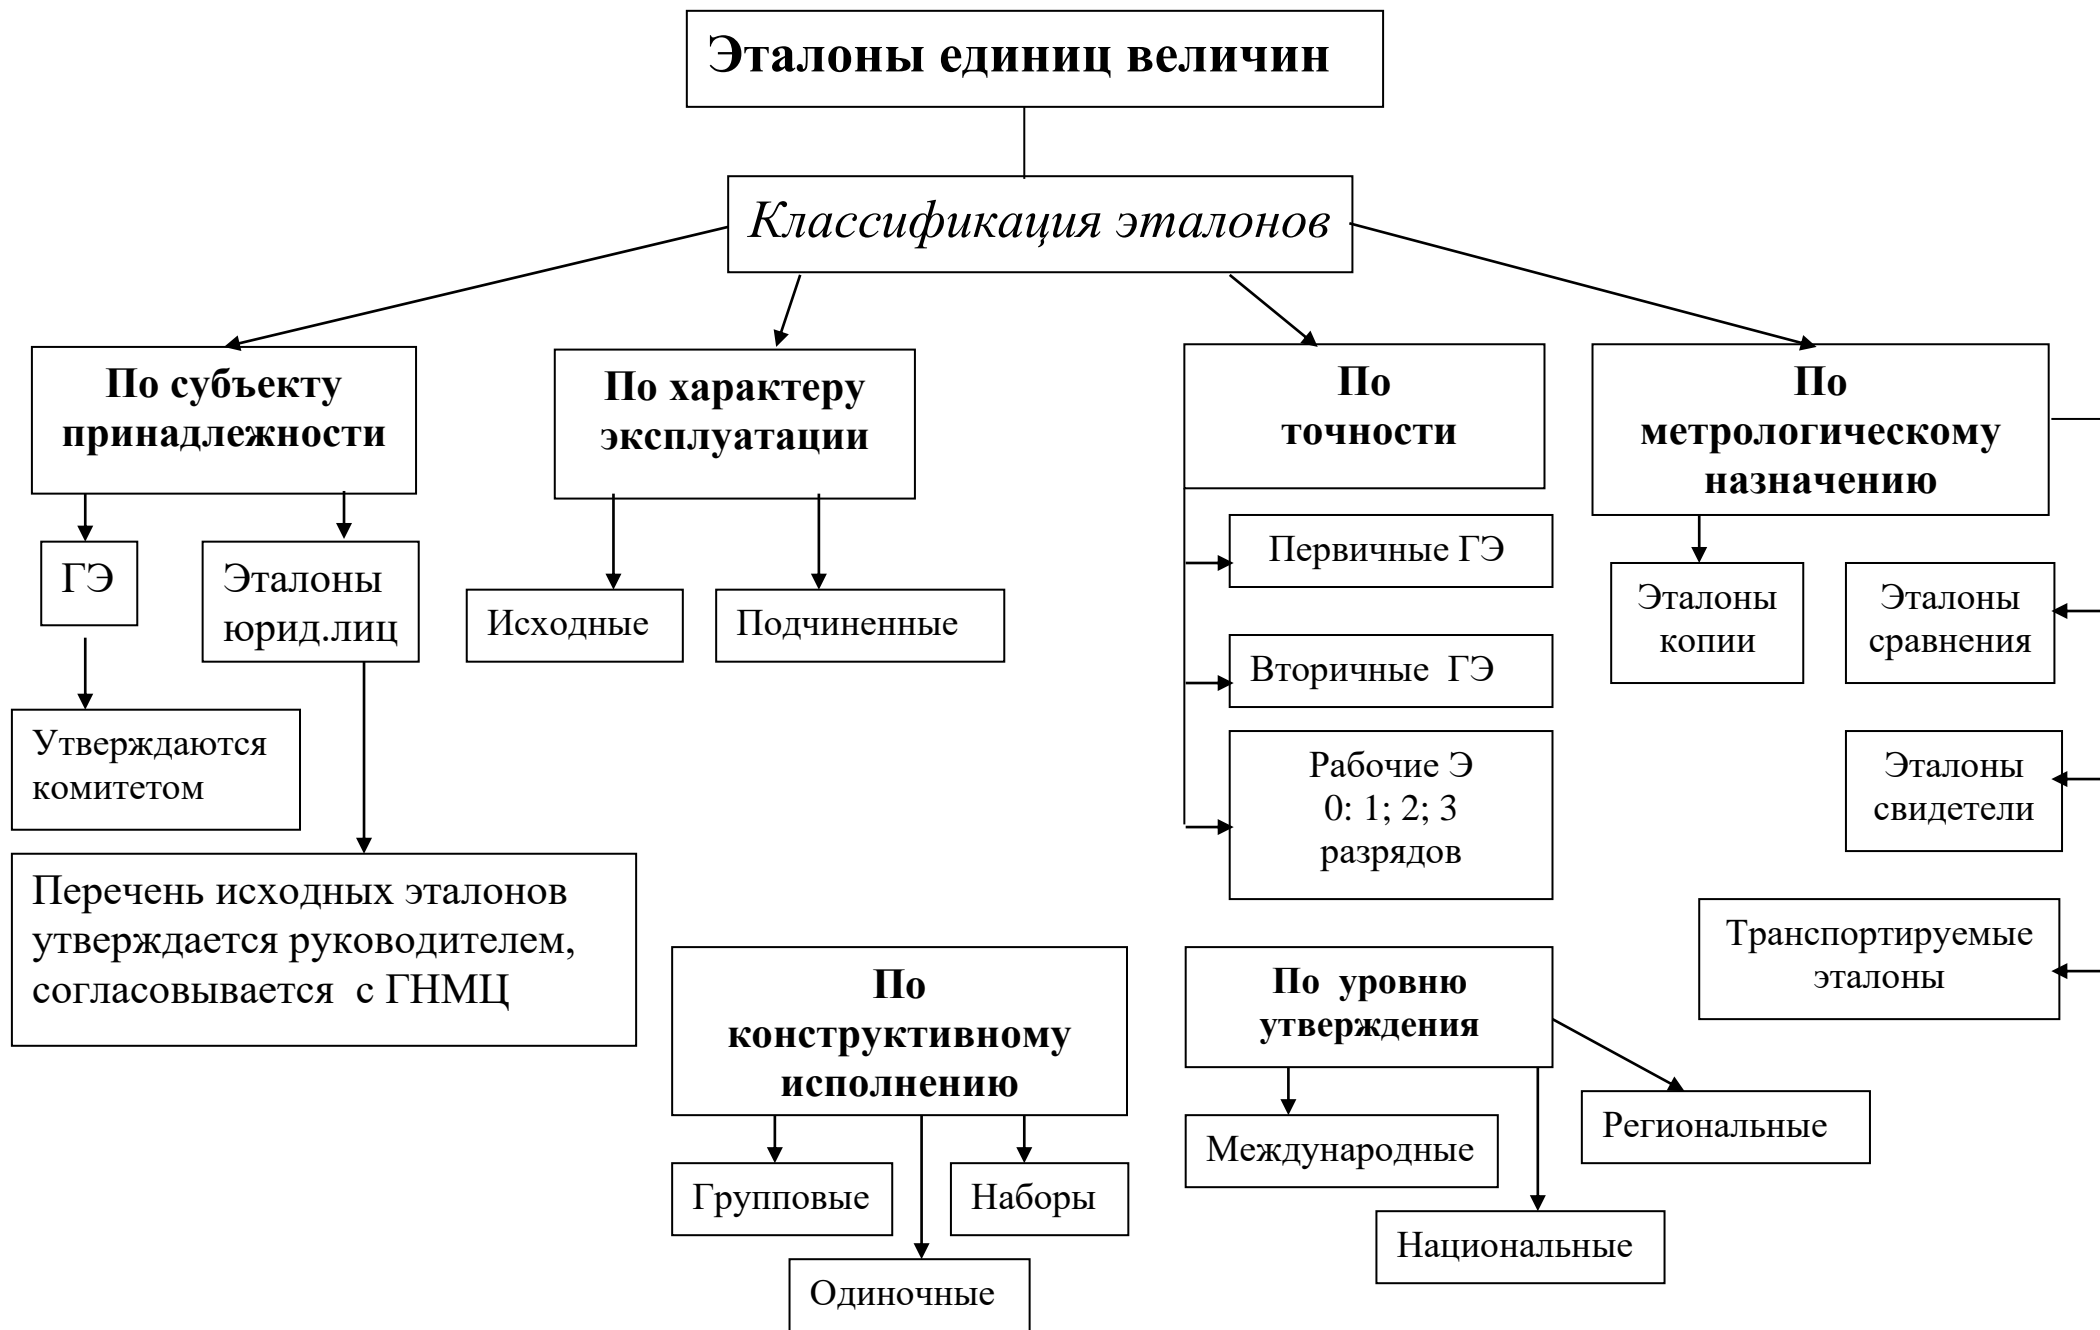 Эталоны единиц величин
Классификация эталонов
По субъекту
принадлежности
По характеру
эксплуатации
По
точности
По
метрологическому
назначению
ГЭ
Эталоны
юрид.лиц
Исходные
Подчиненные
Первичные ГЭ
Вторичные  ГЭ
Рабочие Э
0: 1; 2; 3
разрядов
Эталоны
копии
Эталоны
сравнения
Эталоны
свидетели
Транспортируемые
эталоны
Утверждаются
комитетом
Перечень исходных эталонов
утверждается руководителем,
согласовывается  с ГНМЦ
По
конструктивному
исполнению
Групповые
Наборы
Одиночные
По  уровню
утверждения
Международные
Региональные
Национальные